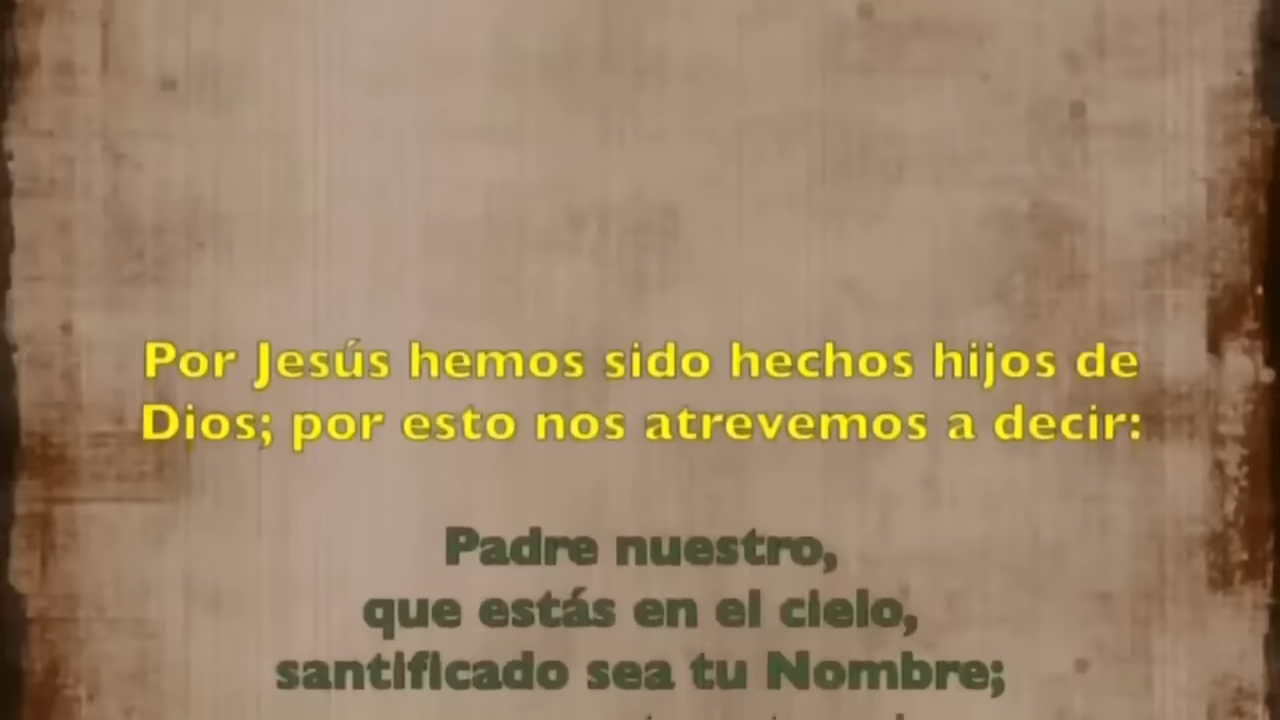 Por Jesús hemos sido hechos hijos de
Dios; por esto nos atrevemos a decir:
Padre nuestro,
que estás en el cielo,
santificado sea tu Nombre;